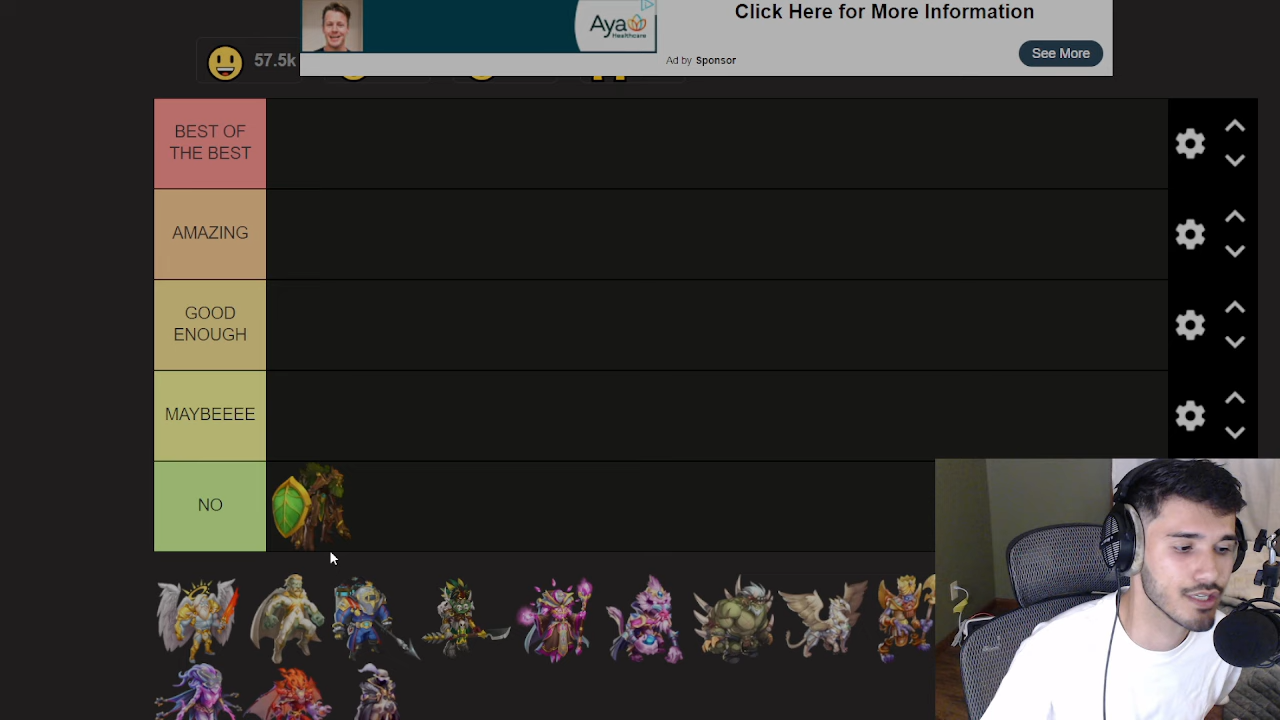 Click Here for More Information
Aya
Healthcare
57.5k
Ad by Sponsor
See More
BEST OF
THE BEST
AMAZING
GOOD
ENOUGH
MAYBEEEE
NO